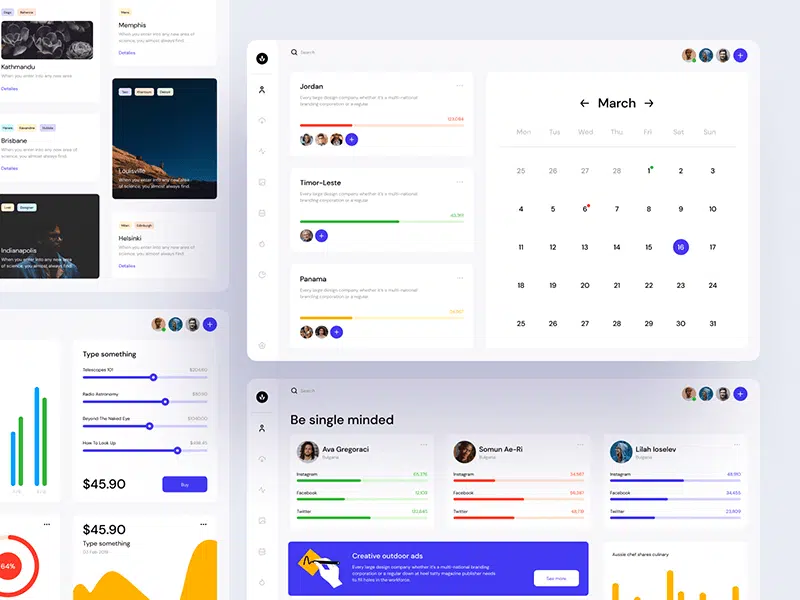 Kathmandu
When you enter into any new area
Detailes
Brisbane
When you enter into any new area
of science, you almost always find.
Detailes
Indianapolis
When you enter into any new area
of science, you almost always find.
Memphis
When you enter into any new area
of science, you almost always find.
Detailes
Louisville
When you enter into any new area
of science, you almost always find.
Helsinki
When you enter into any new area
of science, you almost always find.
Detailes
Search
Jordan
Every large design company whether it's a multi-national
branding corporation or a regular
Timor-Leste
Every large design company whether it's a multi-national
branding corporation or a regular
Panama
Every large design company whether it's a multi-national
branding corporation or a regular
March
Mon Tue Wed Thu Fri Sat Sun
25 26 27 28 1 2 3
4 5 6 7 8 9 10
11 12 13 14 15 16 17
18 19 20 21 22 23 24
25 26 27 28 29 30 31
Type something
Telescopes 101
Radio Astronomy
Beyond The Naked Eye
How To Look Up
$45.90
Buy
64%
$45.90
Type something
Search
Be single minded
Ava Gregoraci
Bulgaria
Instagram
Facebook
Twitter
Somun Ae-Ri
Bulgaria
Instagram
Facebook
Twitter
Lilah Ioselev
Bulgaria
Instagram
Facebook
Twitter
Creative outdoor ads
Every large design company whether it's a multi-national branding
corporation or a regular down at heel tatty magazine publisher needs
to fill holes in the workforce.
See more
Aussie chef shares culinary